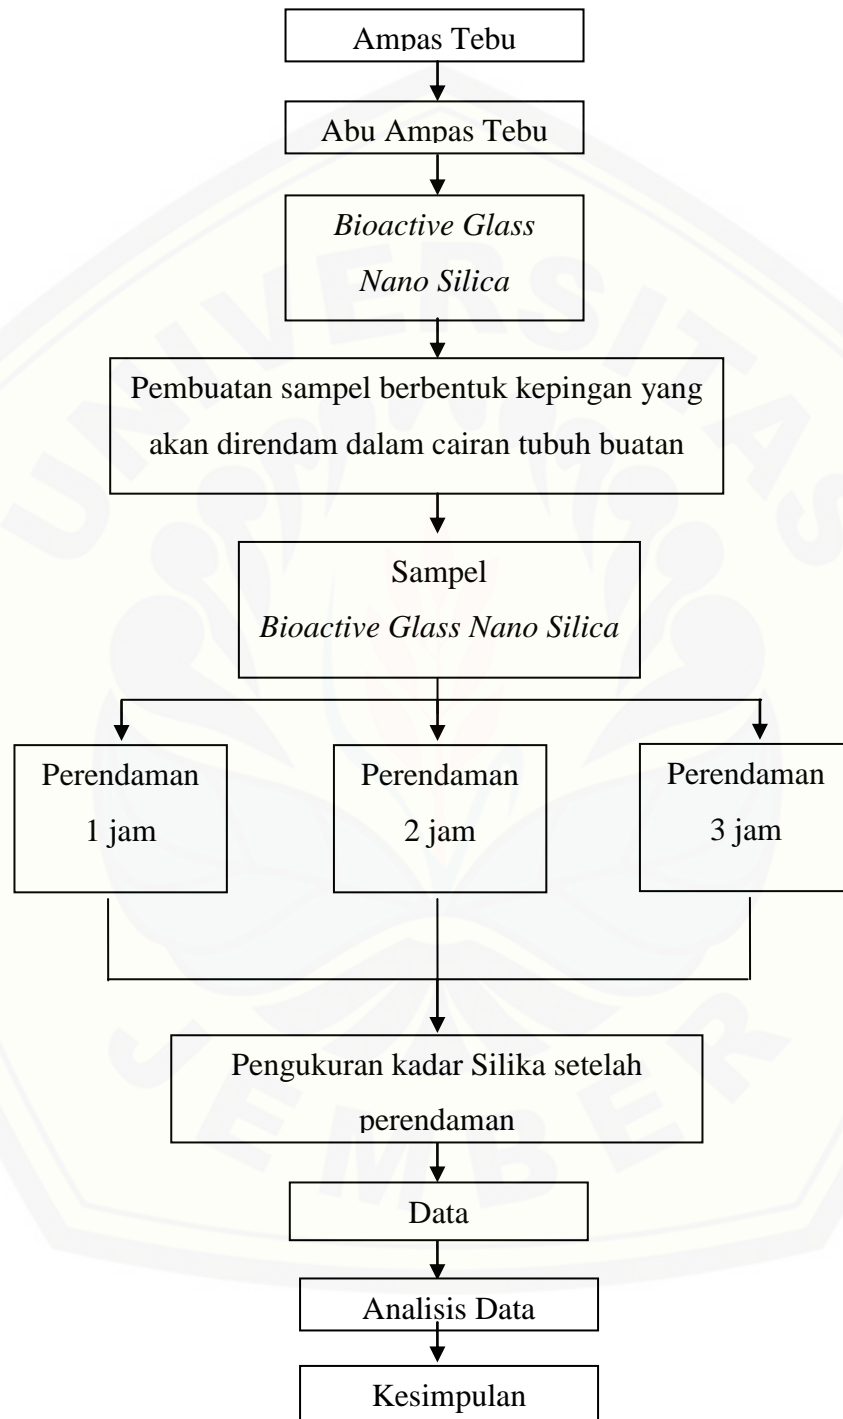 Ampas Tebu
Abu Ampas Tebu
Bioactive Glass
Nano Silica
Pembuatan sampel berbentuk kepingan yang
akan direndam dalam cairan tubuh buatan
Sampel
Bioactive Glass Nano Silica
Perendaman
1 jam
Perendaman
2 jam
Perendaman
3 jam
Pengukuran kadar Silika setelah
perendaman
Data
Analisis Data
Kesimpulan
UNIVERSITAS
JEMBER